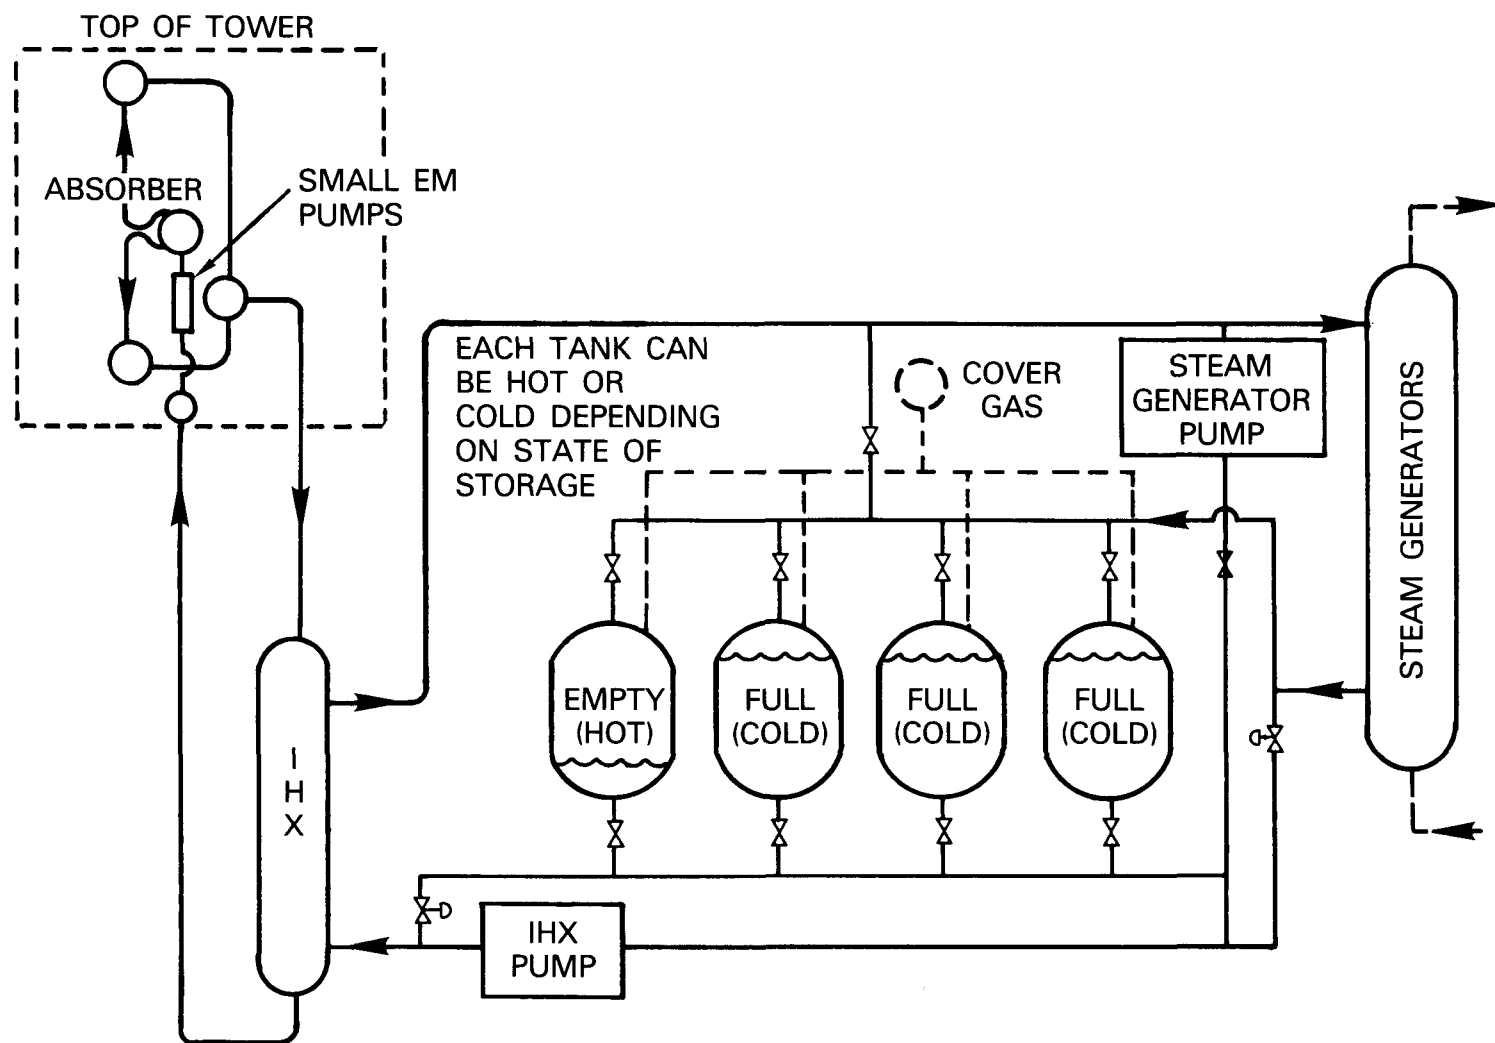 TOP OF TOWER
ABSORBER
SMALL EM
PUMPS
EACH TANK CAN
BE HOT OR
COLD DEPENDING
ON STATE OF
STORAGE
COVER
GAS
STEAM
GENERATOR
PUMP
STEAM GENERATORS
EMPTY
(HOT)
FULL
(COLD)
FULL
(COLD)
FULL
(COLD)
I
H
X
IHX
PUMP